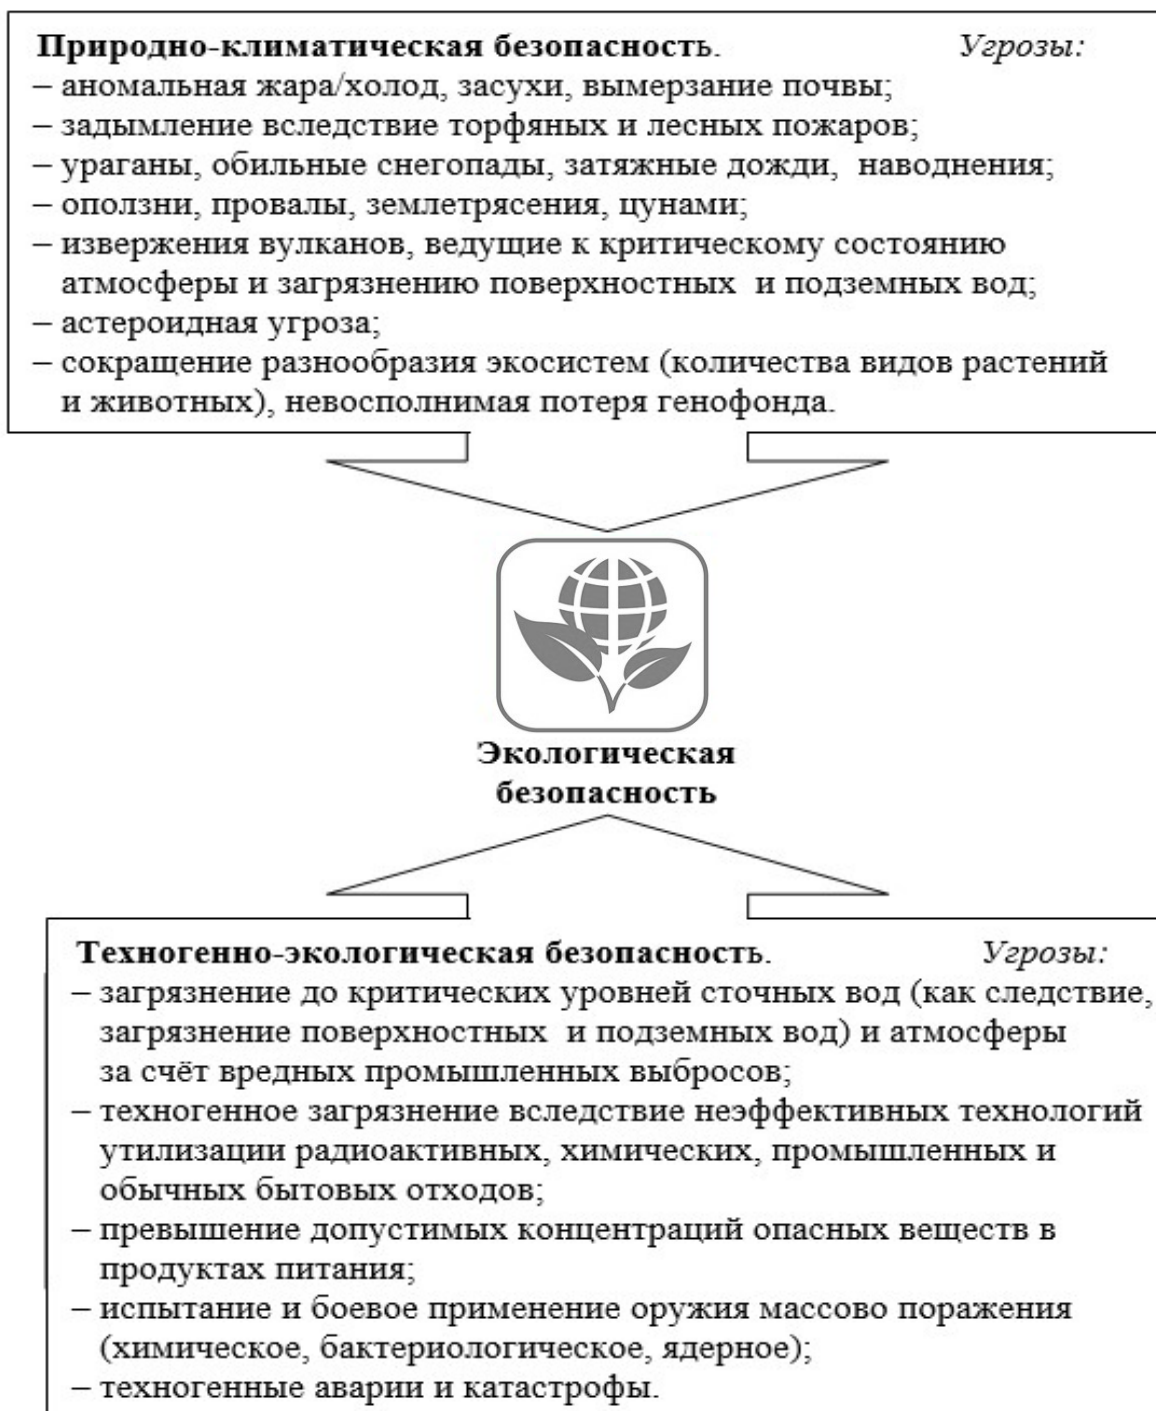 Природно-климатическая безопасность. Угрозы:
– аномальная жара/холод, засухи, вымерзание почвы;
– задымление вследствие торфяных и лесных пожаров;
– ураганы, обильные снегопады, затяжные дожди, наводнения;
– оползни, провалы, землетрясения, цунами;
– извержения вулканов, ведущие к критическому состоянию
атмосферы и загрязнению поверхностных и подземных вод;
– астероидная угроза;
– сокращение разнообразия экосистем (количества видов растений
и животных), невосполнимая потеря генофонда.
Экологическая
безопасность
Техногенно-экологическая безопасность. Угрозы:
– загрязнение до критических уровней сточных вод (как следствие,
загрязнение поверхностных и подземных вод) и атмосферы
за счёт вредных промышленных выбросов;
– техногенное загрязнение вследствие неэффективных технологий
утилизации радиоактивных, химических, промышленных и
обычных бытовых отходов;
– превышение допустимых концентраций опасных веществ в
продуктах питания;
– испытание и боевое применение оружия массово поражения
(химическое, бактериологическое, ядерное);
– техногенные аварии и катастрофы.